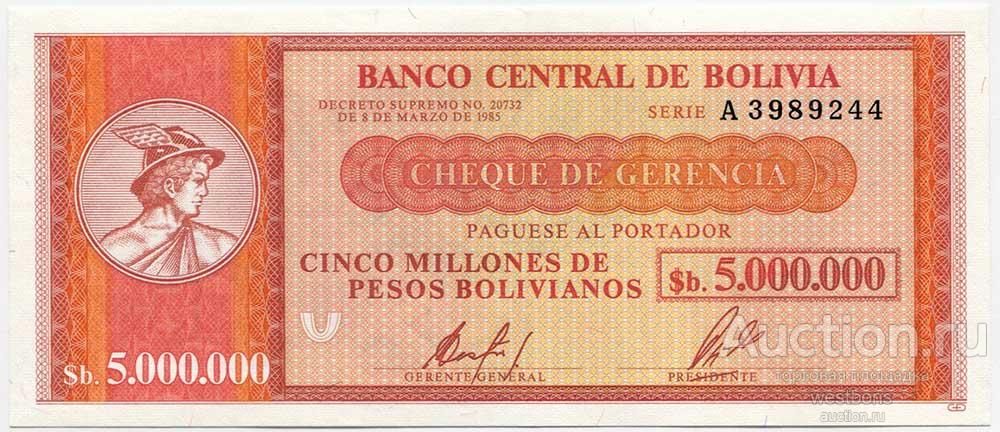 BANCO CENTRAL DE BOLIVIA
DECRETO SUPREMO NO. 20732
DE 8 DE MARZO DE 1985
SERIE A 3989244
CHEQUE DE GERENCIA
PAGUESE AL PORTADOR
CINCO MILLONES DE
PESOS BOLIVIANOS
$b. 5.000.000
GERENTE GENERAL
PRESIDENTE
$b. 5.000.000
Auction.ru
торговая площадка
westbons
auction.ru